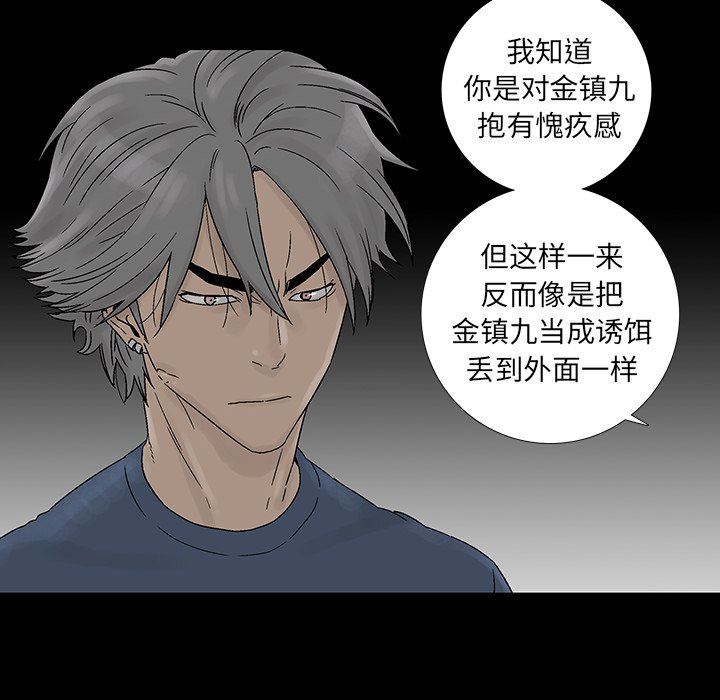 我知道
你是对金镇九
抱有愧疚感
但这样一来
反而像是把
金镇九当成诱饵
丢到外面一样